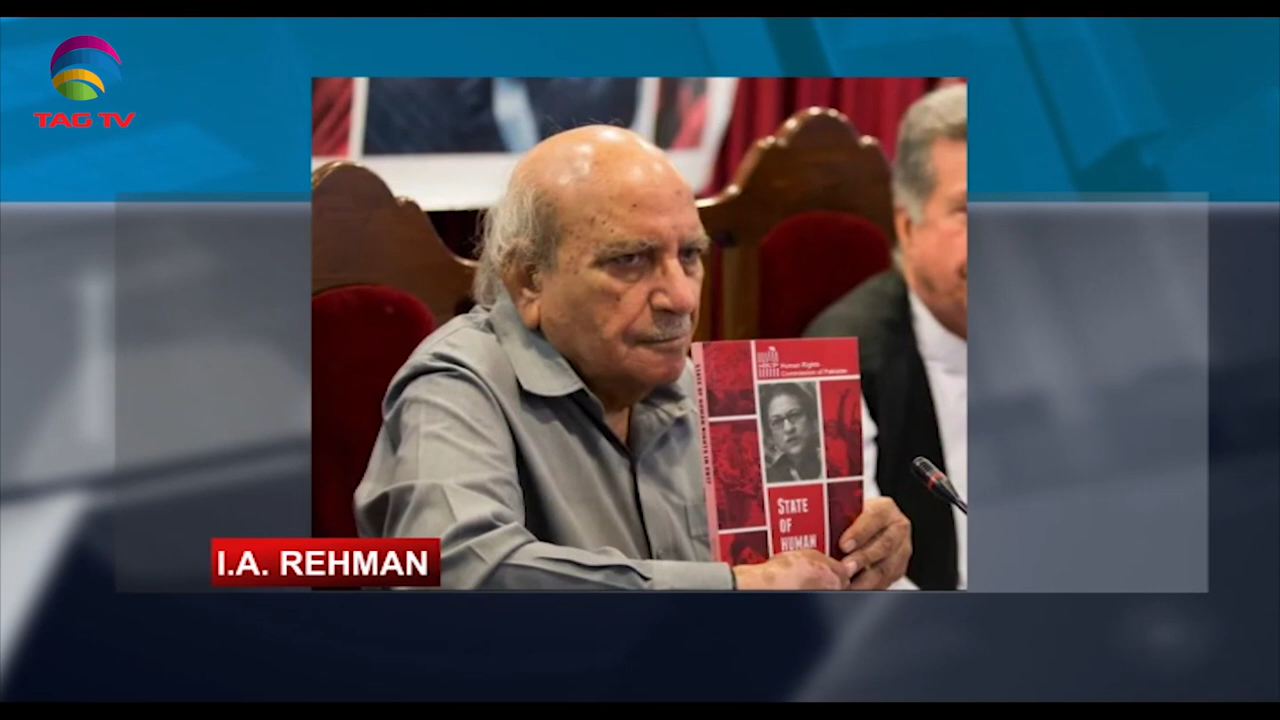 TAG TV
Human Rights
Commission of Pakistan
STATE
OF
HUMAN
I.A. REHMAN